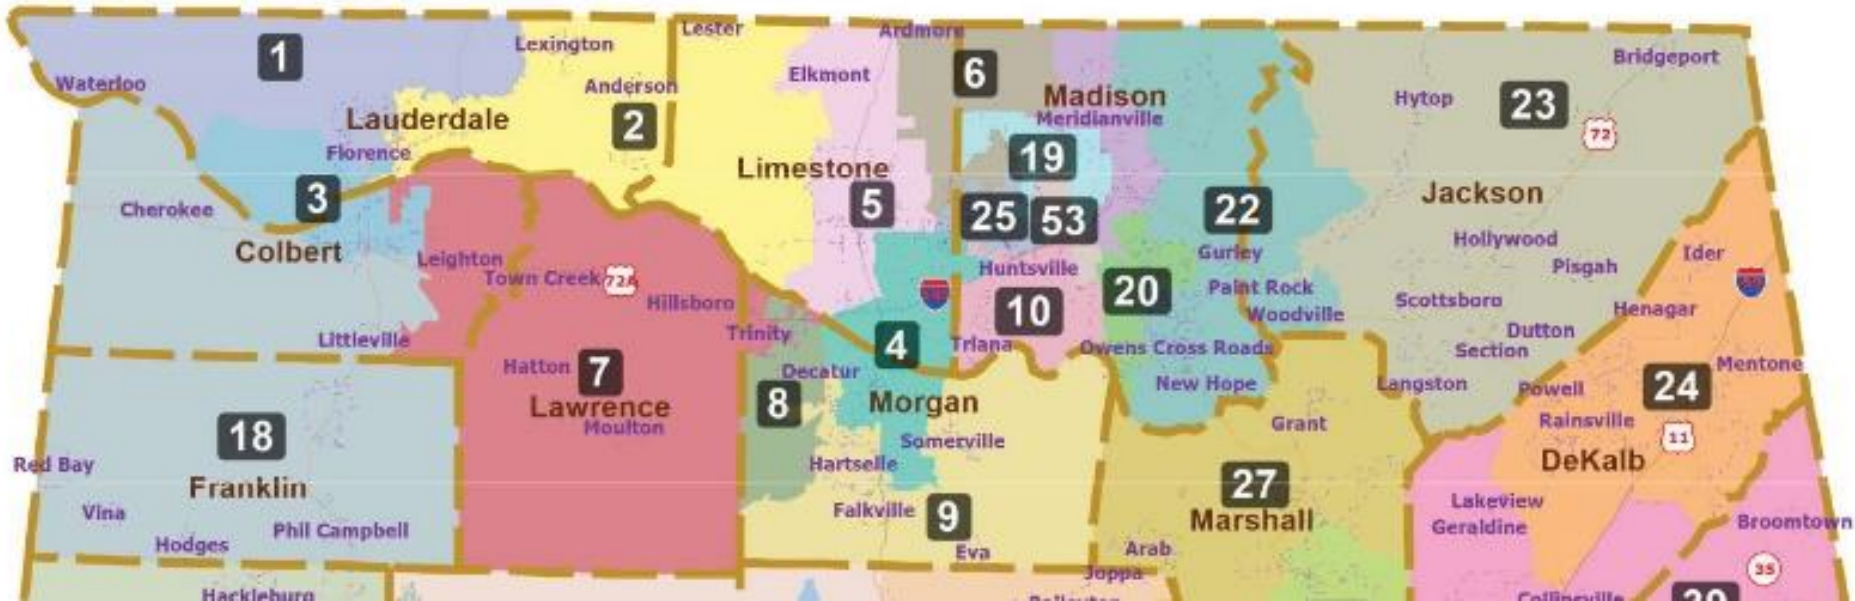 Lester
Ardmore
Lexington
1
Bridgeport
6
Elkmont
Waterloo
Anderson
Madison
Hytop
23
Lauderdale
Meridianville
2
72
Florence
19
Limestone
Jackson
3
5
25
53
22
Cherokee
Hollywood
Colbert
Gurley
Ider
Leighton
Huntsville
Pisgah
Town Creek
72A
Paint Rock
20
Hillsboro
Scottsboro
Henagar
10
Woodville
Littleville
Trinity
Dutton
4
Triana
Owens Cross Roads
Section
Hatton
7
Decatur
Mentone
New Hope
Langston
Powell
24
8
Lawrence
Morgan
Moulton
Grant
Rainsville
18
Somerville
11
Red Bay
Hartselle
DeKalb
Franklin
27
Lakeview
Vina
Falkville
9
Marshall
Geraldine
Broomtown
Phil Campbell
Hodges
Eva
Arab
Joppa
35
Hackleburg
Collinsville
39